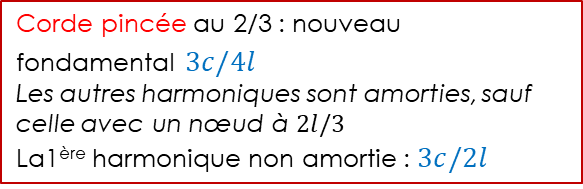 Corde pincée au 2/3 : nouveau
fondamental 3c/4l
Les autres harmoniques sont amorties, sauf
celle avec un nœud à 2l/3
La1ère harmonique non amortie : 3c/2l